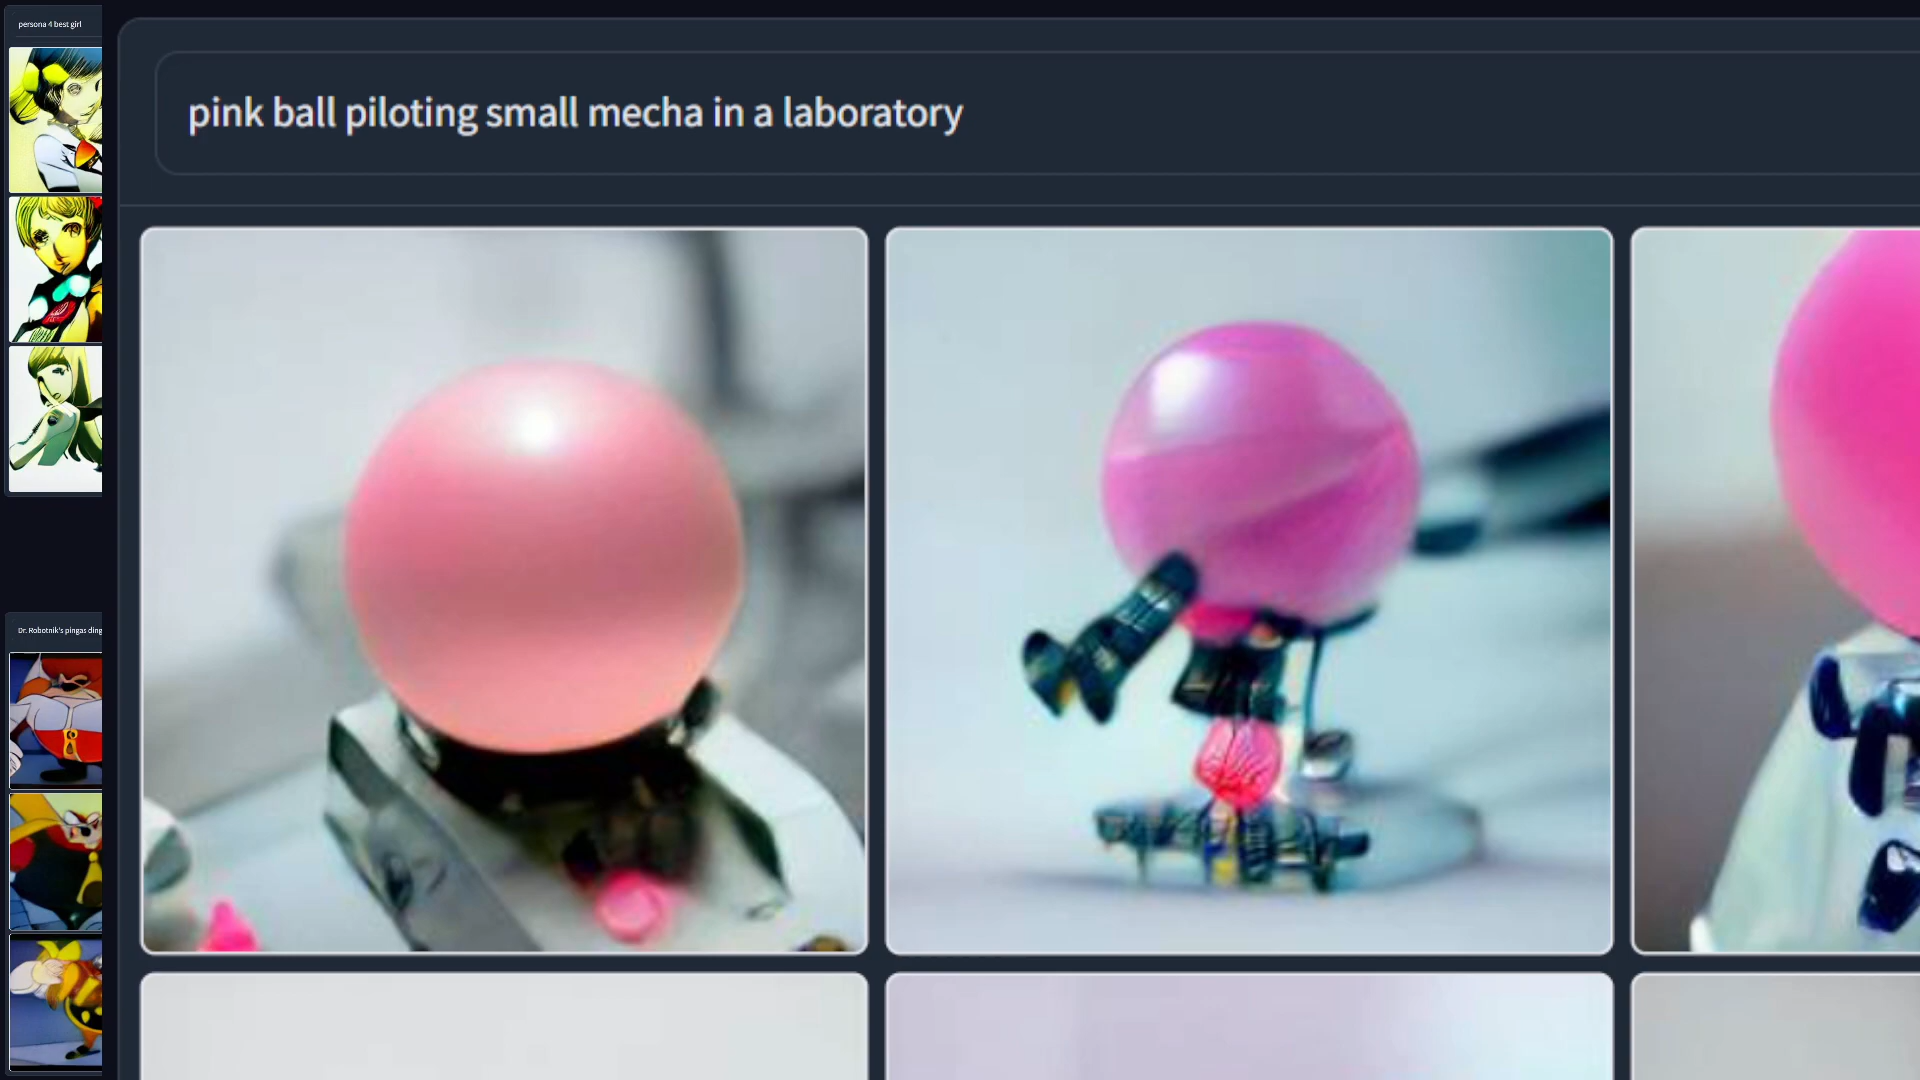 persona 4 best girl
pink ball piloting small mecha in a laboratory
Dr. Robotnik's pingas ding